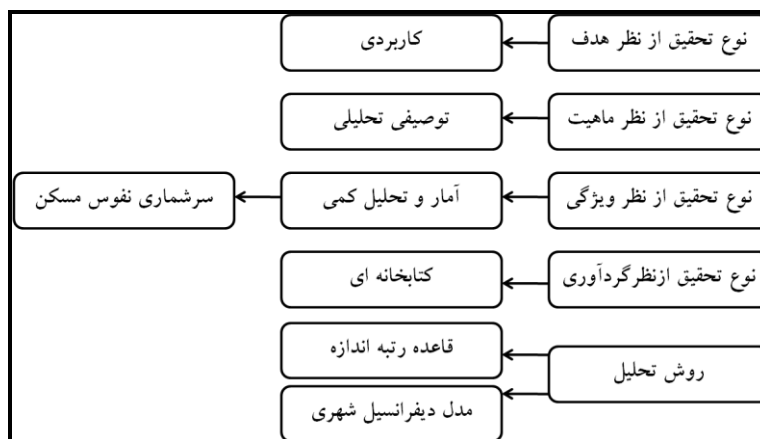 نوع تحقیق از نظر هدف
کاربردی
نوع تحقیق از نظر ماهیت
توصیفی تحلیلی
نوع تحقیق از نظر ویژگی
آمار و تحلیل کمی
سرشماری نفوس مسکن
نوع تحقیق ازنظرگردآوری
کتابخانه ای
روش تحلیل
قاعده رتبه اندازه
مدل دیفرانسیل شهری